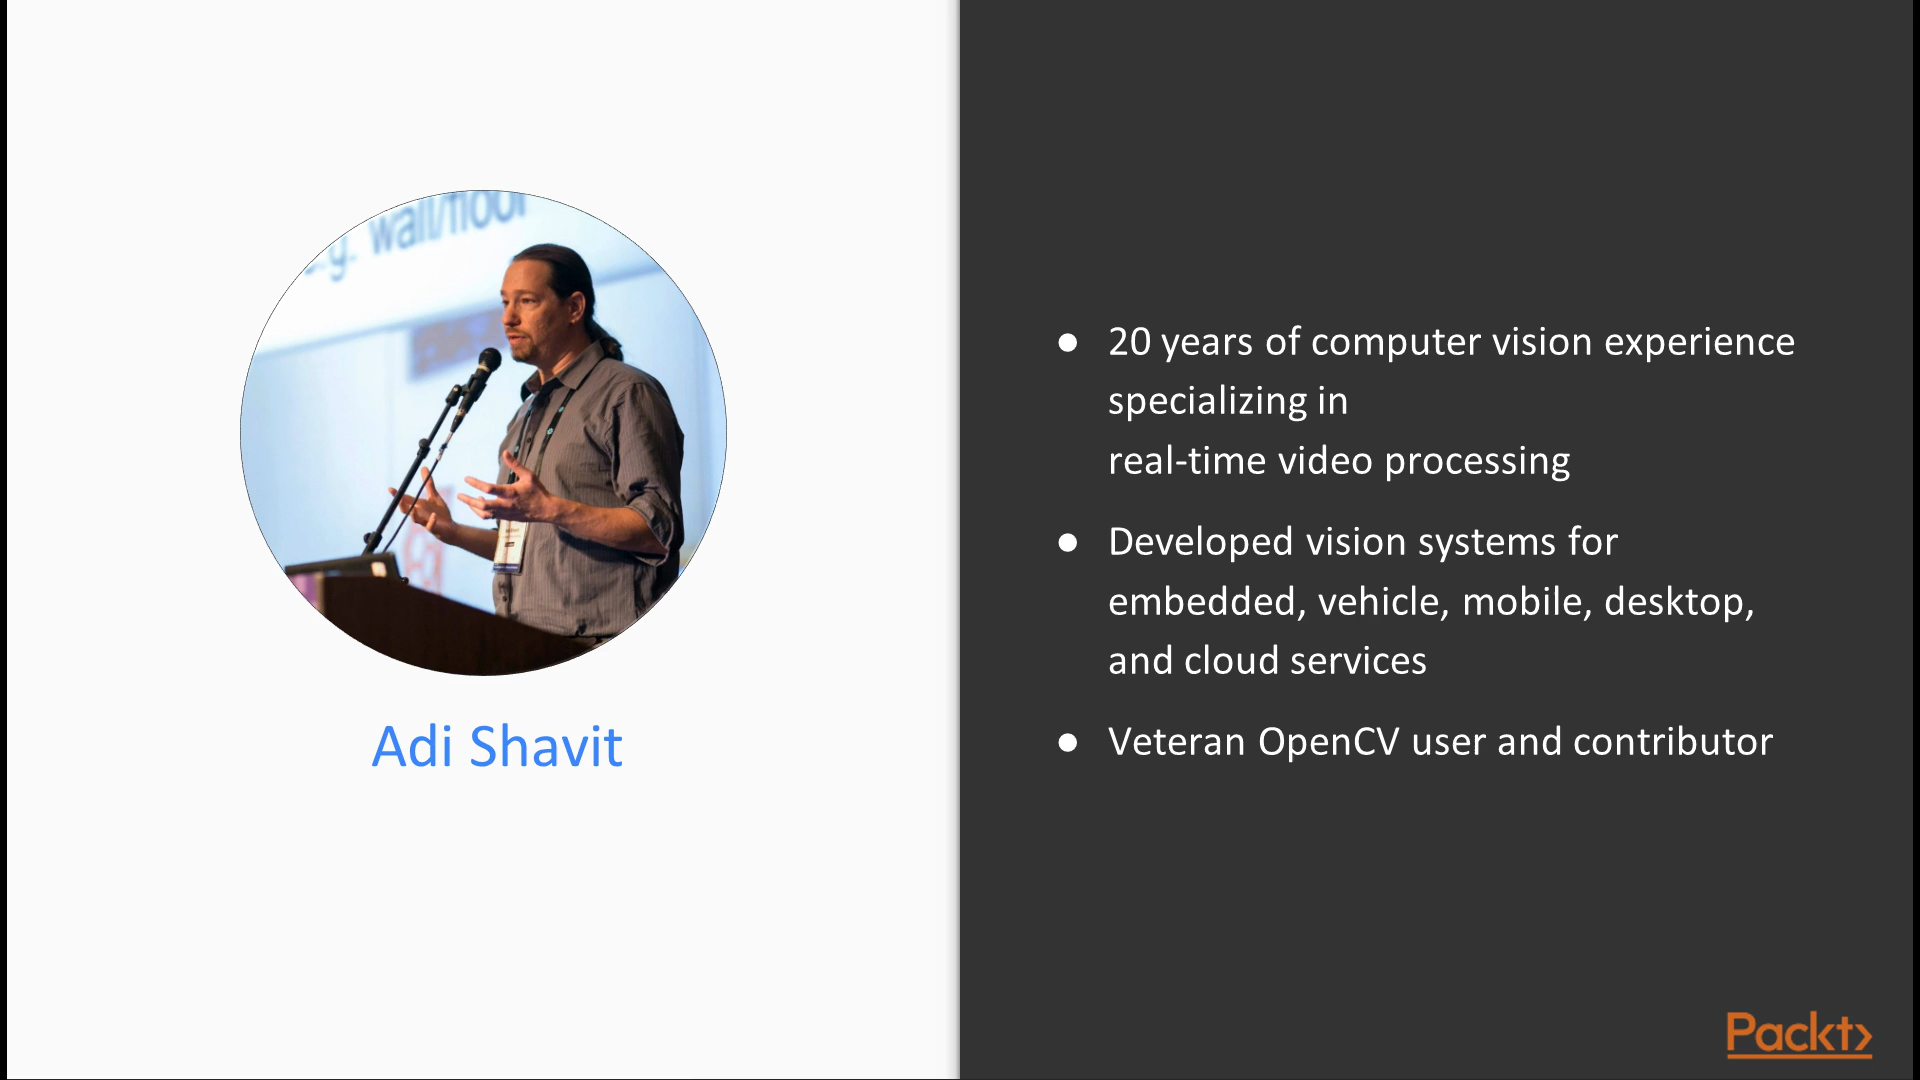 wall/floor
Adi Shavit
● 20 years of computer vision experience
specializing in
real-time video processing
● Developed vision systems for
embedded, vehicle, mobile, desktop,
and cloud services
● Veteran OpenCV user and contributor
Packt